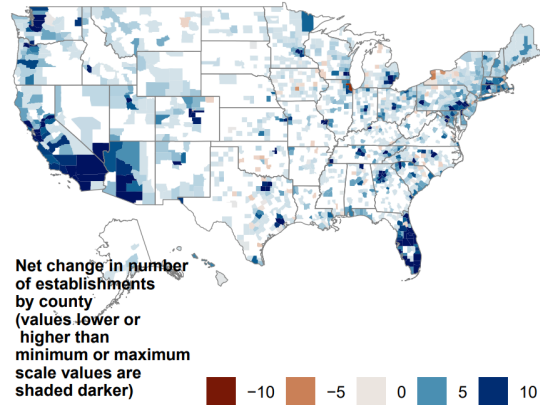 Net change in number
of establishments
by county
(values lower or
higher than
minimum or maximum
scale values are
shaded darker)
−10 −5 0 5 10